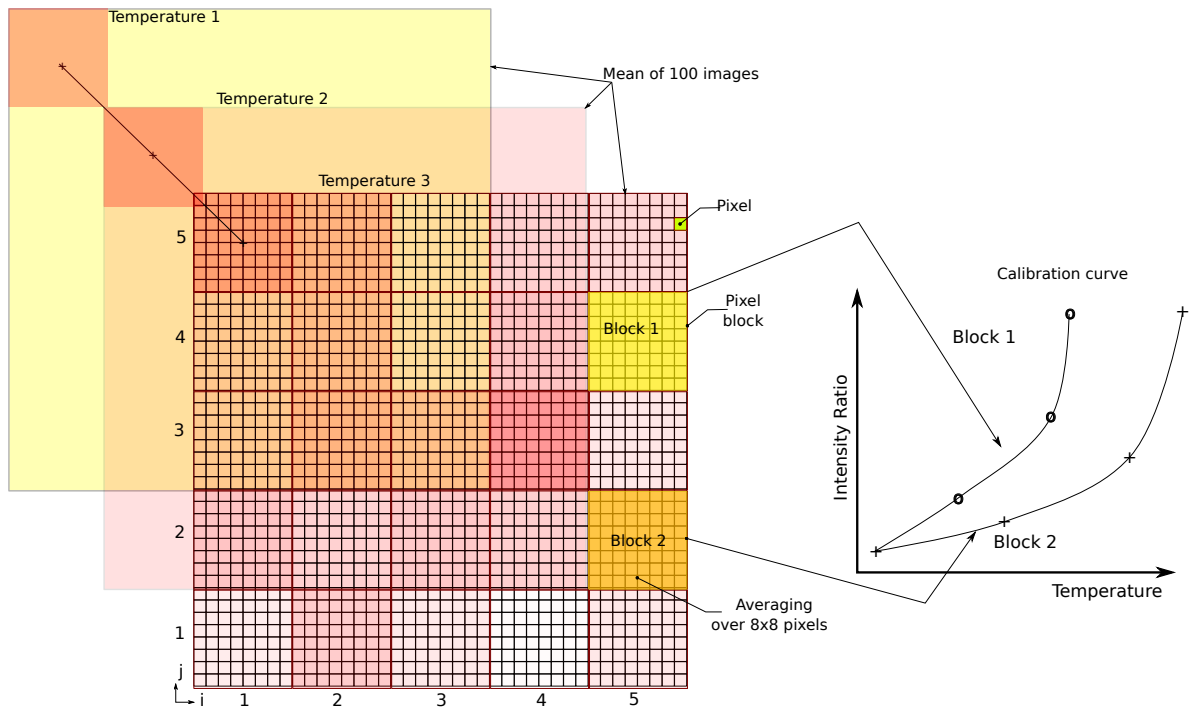 Temperature 1
Mean of 100 images
Temperature 2
Temperature 3
Pixel
5
Calibration curve
Pixel
block
Block 1
4
Block 1
3
Intensity Ratio
2
Block 2
Block 2
Temperature
Averaging
over 8x8 pixels
1
j
i
1
2
3
4
5